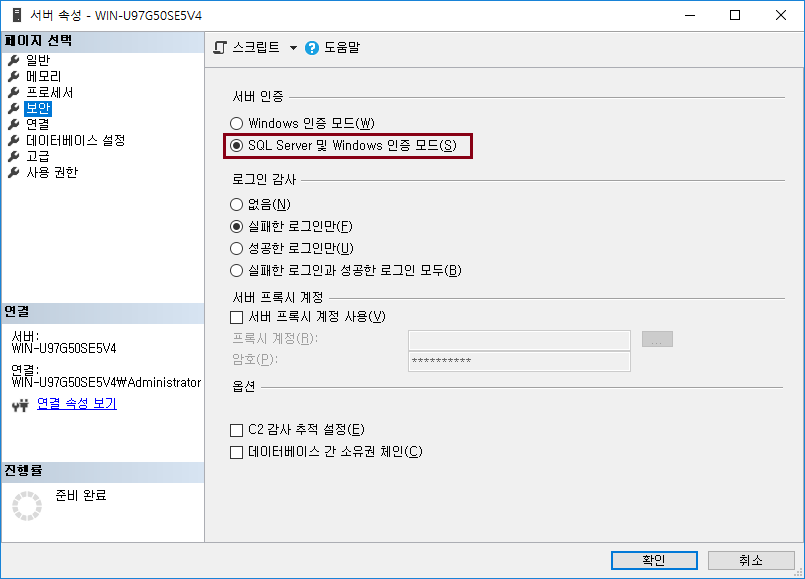 서버 속성 - WIN-U97G50SE5V4
페이지 선택
일반
메모리
프로세서
보안
연결
데이터베이스 설정
고급
사용 권한
연결
서버:
WIN-U97G50SE5V4
연결:
WIN-U97G50SE5V4₩Administrator
연결 속성 보기
진행률
준비 완료
스크립트 도움말
서버 인증
Windows 인증 모드(W)
SQL Server 및 Windows 인증 모드(S)
로그인 감사
없음(N)
실패한 로그인만(F)
성공한 로그인만(U)
실패한 로그인과 성공한 로그인 모두(B)
서버 프록시 계정
서버 프록시 계정 사용(V)
프록시 계정(R): ...
암호(P): **********
옵션
C2 감사 추적 설정(E)
데이터베이스 간 소유권 체인(C)
확인 취소